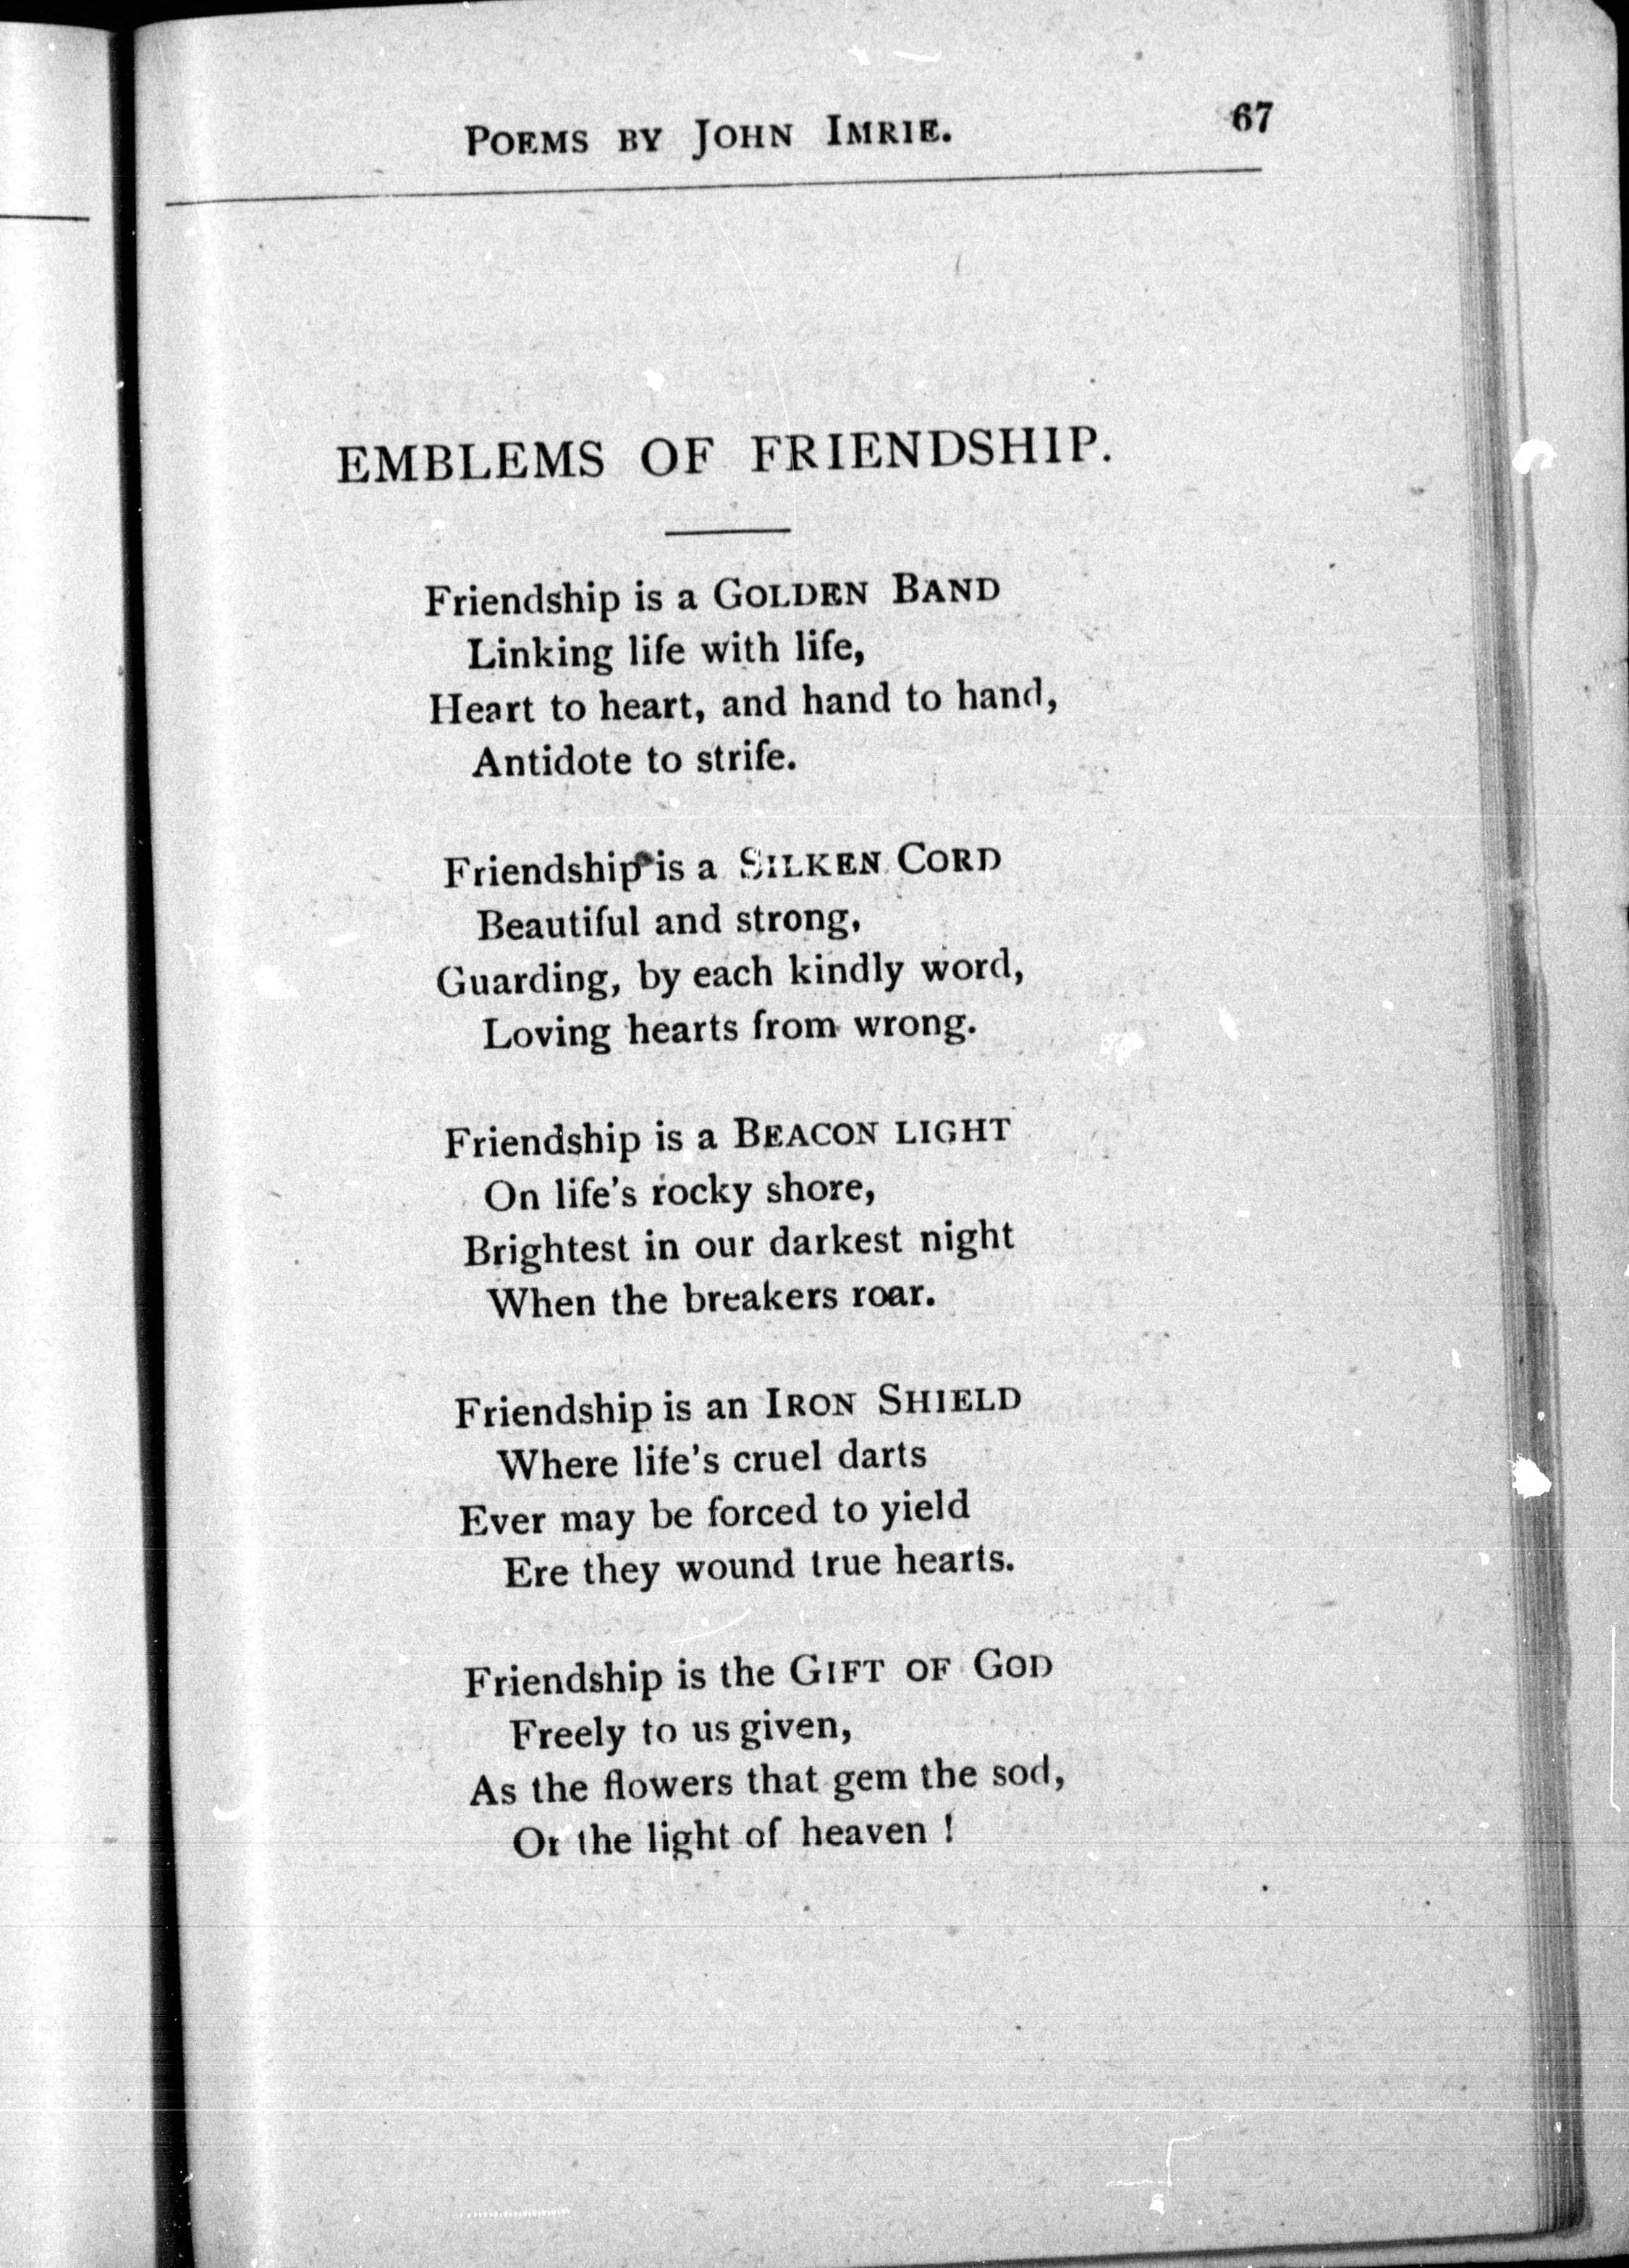 POEMS BY JOHN IMRIE. 67
EMBLEMS OF FRIENDSHIP.
Friendship is a GOLDEN BAND
Linking life with life,
Heart to heart, and hand to hand,
Antidote to strife.
Friendship is a SILKEN CORD
Beautiful and strong,
Guarding, by each kindly word,
Loving hearts from wrong.
Friendship is a BEACON LIGHT
On life's rocky shore,
Brightest in our darkest night
When the breakers roar.
Friendship is an IRON SHIELD
Where life's cruel darts
Ever may be forced to yield
Ere they wound true hearts.
Friendship is the GIFT OF GOD
Freely to us given,
As the flowers that gem the sod,
Or the light of heaven !